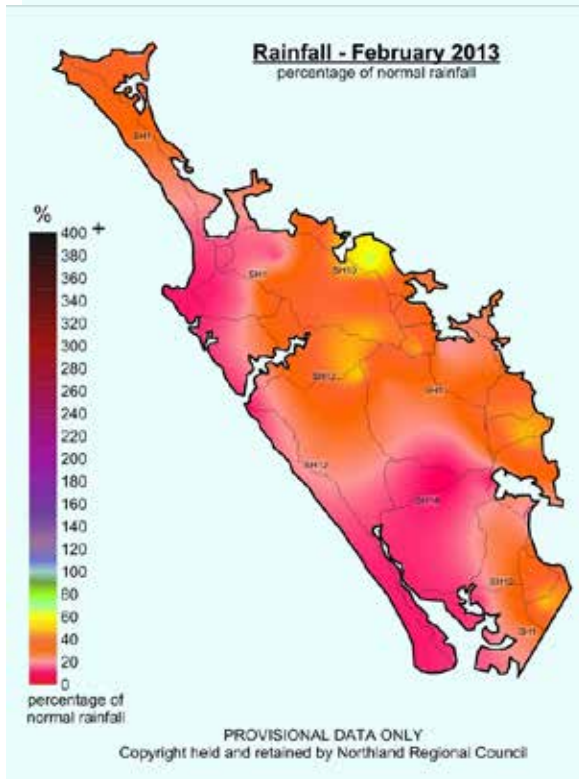 Rainfall - February 2013
percentage of normal rainfall
SH1
%
400 +
380
360
340
320
300
280
260
240
220
200
180
160
140
120
100
80
60
40
20
0
percentage of
normal rainfall
SH1
SH10
SH12
SH1
SH12
SH14
SH12
SH1
PROVISIONAL DATA ONLY
Copyright held and retained by Northland Regional Council